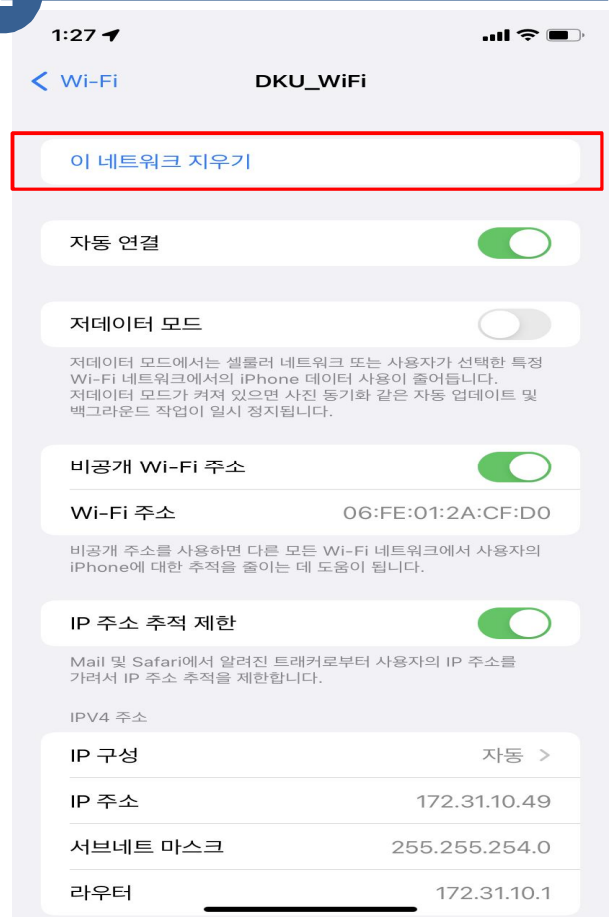 1:27
Wi-Fi DKU_WiFi
이 네트워크 지우기
자동 연결
저데이터 모드
저데이터 모드에서는 셀룰러 네트워크 또는 사용자가 선택한 특정
Wi-Fi 네트워크에서의 iPhone 데이터 사용이 줄어듭니다.
저데이터 모드가 켜져 있으면 사진 동기화 같은 자동 업데이트 및
백그라운드 작업이 일시 정지됩니다.
비공개 Wi-Fi 주소
Wi-Fi 주소 06:FE:01:2A:CF:D0
비공개 주소를 사용하면 다른 모든 Wi-Fi 네트워크에서 사용자의
iPhone에 대한 추적을 줄이는 데 도움이 됩니다.
IP 주소 추적 제한
Mail 및 Safari에서 알려진 트래커로부터 사용자의 IP 주소를
가려서 IP 주소 추적을 제한합니다.
IPV4 주소
IP 구성 자동
IP 주소 172.31.10.49
서브네트 마스크 255.255.254.0
라우터 172.31.10.1